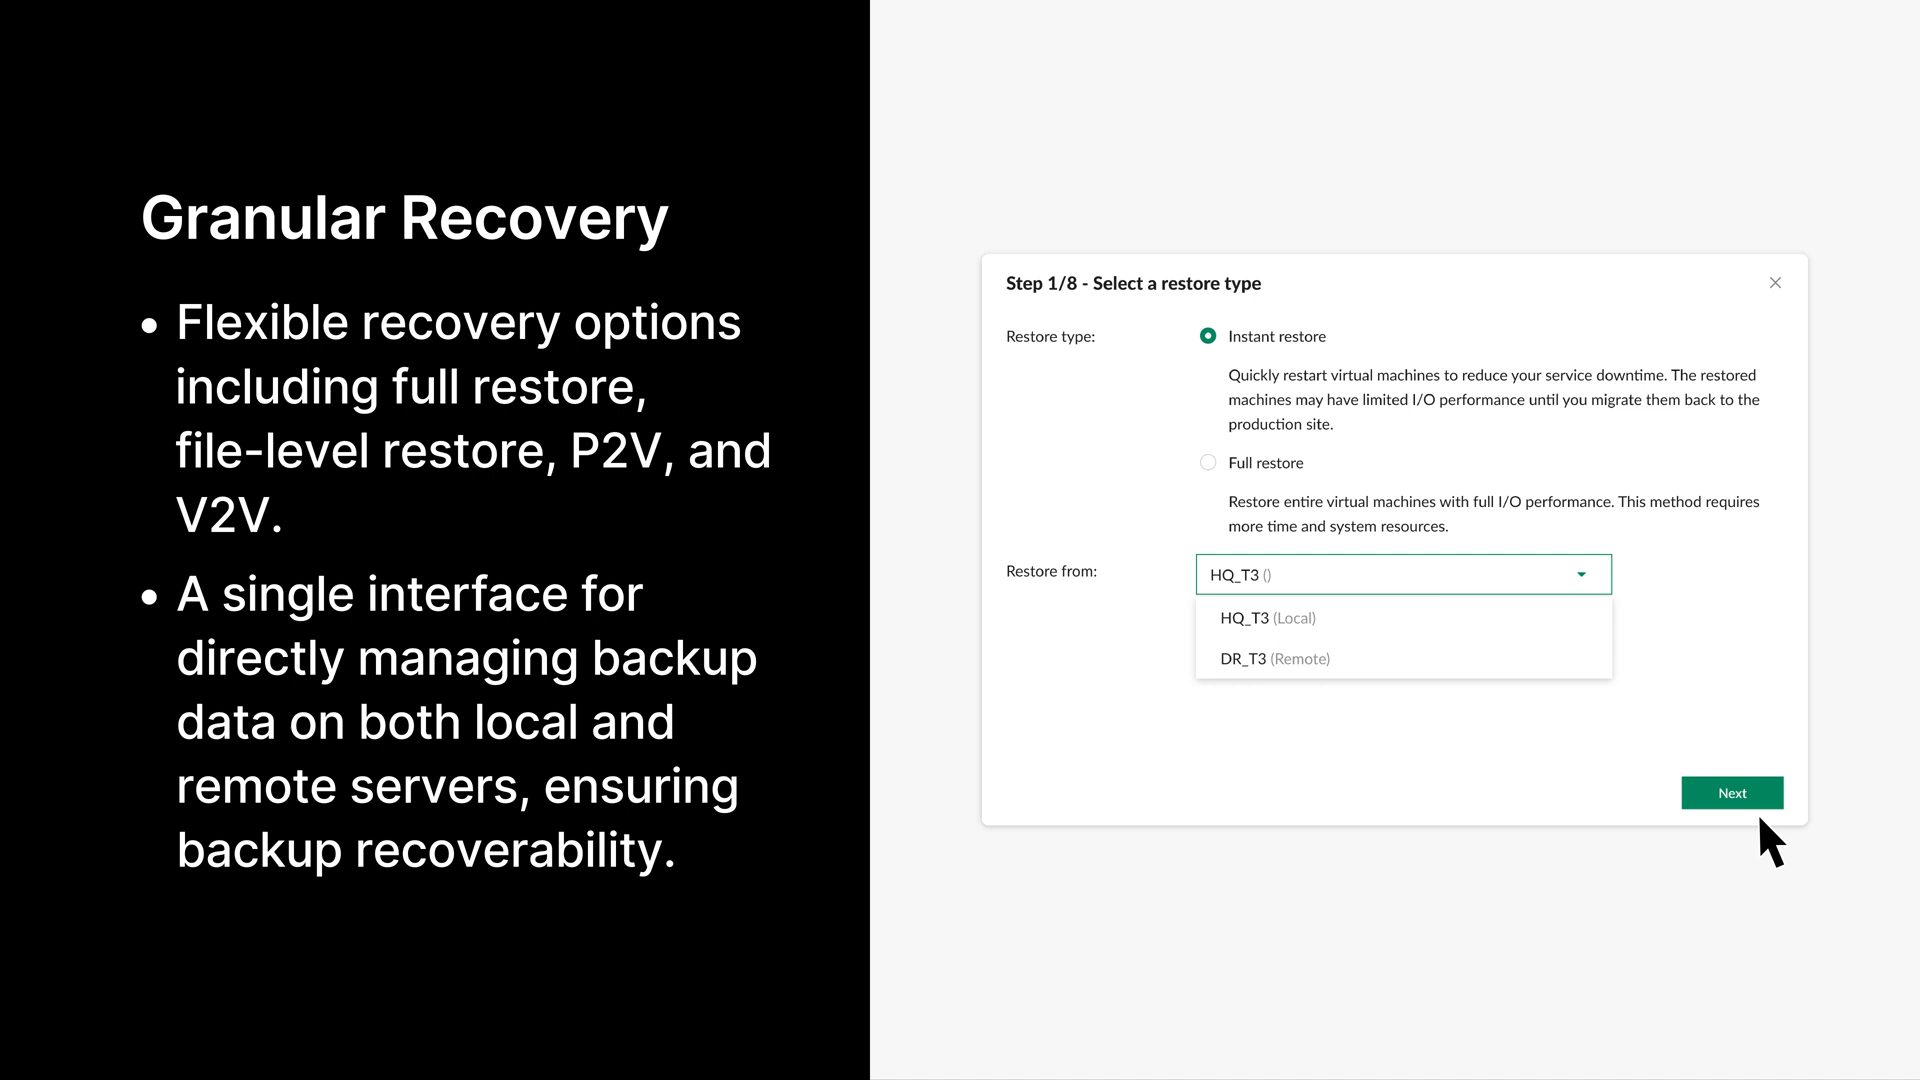 Granular Recovery
• Flexible recovery options
including full restore,
file-level restore, P2V, and
V2V.
• A single interface for
directly managing backup
data on both local and
remote servers, ensuring
backup recoverability.
Step 1/8 - Select a restore type
Restore type:
Instant restore
Quickly restart virtual machines to reduce your service downtime. The restored
machines may have limited I/O performance until you migrate them back to the
production site.
Full restore
Restore entire virtual machines with full I/O performance. This method requires
more time and system resources.
Restore from:
HQ_T3 ()
HQ_T3 (Local)
DR_T3 (Remote)
Next